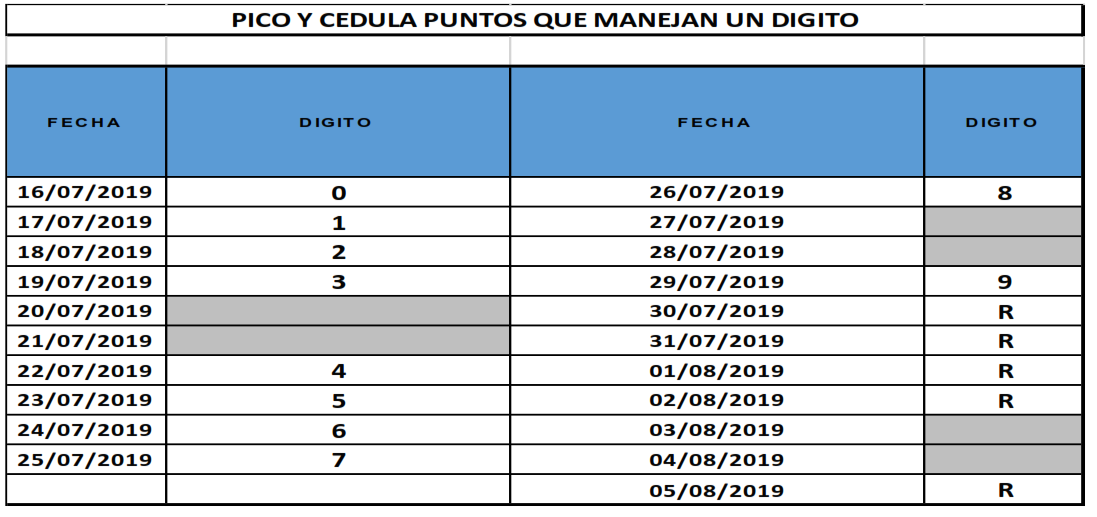 PICO Y CEDULA PUNTOS QUE MANEJAN UN DIGITO
FECHA DIGITO FECHA DIGITO
16/07/2019 0 26/07/2019 8
17/07/2019 1 27/07/2019
18/07/2019 2 28/07/2019
19/07/2019 3 29/07/2019 9
20/07/2019 30/07/2019 R
21/07/2019 31/07/2019 R
22/07/2019 4 01/08/2019 R
23/07/2019 5 02/08/2019 R
24/07/2019 6 03/08/2019
25/07/2019 7 04/08/2019
05/08/2019 R